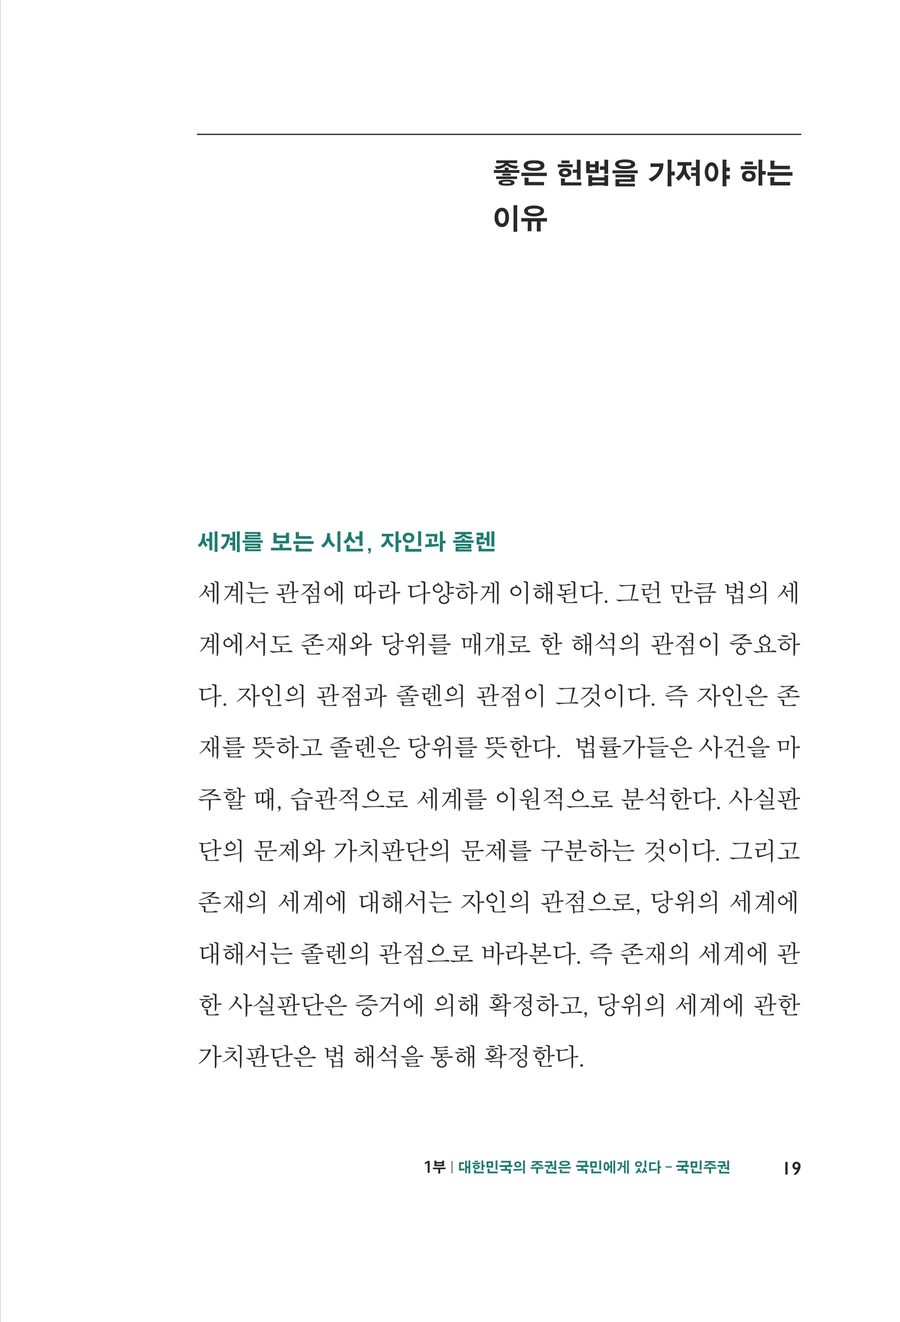 좋은 헌법을 가져야 하는
이유
세계를 보는 시선, 자인과 졸렌
세계는 관점에 따라 다양하게 이해된다. 그런 만큼 법의 세
계에서도 존재와 당위를 매개로 한 해석의 관점이 중요하
다. 자인의 관점과 졸렌의 관점이 그것이다. 즉 자인은 존
재를 뜻하고 졸렌은 당위를 뜻한다. 법률가들은 사건을 마
주할 때, 습관적으로 세계를 이원적으로 분석한다. 사실판
단의 문제와 가치판단의 문제를 구분하는 것이다. 그리고
존재의 세계에 대해서는 자인의 관점으로, 당위의 세계에
대해서는 졸렌의 관점으로 바라본다. 즉 존재의 세계에 관
한 사실판단은 증거에 의해 확정하고, 당위의 세계에 관한
가치판단은 법 해석을 통해 확정한다.
1부 | 대한민국의 주권은 국민에게 있다 - 국민주권 19